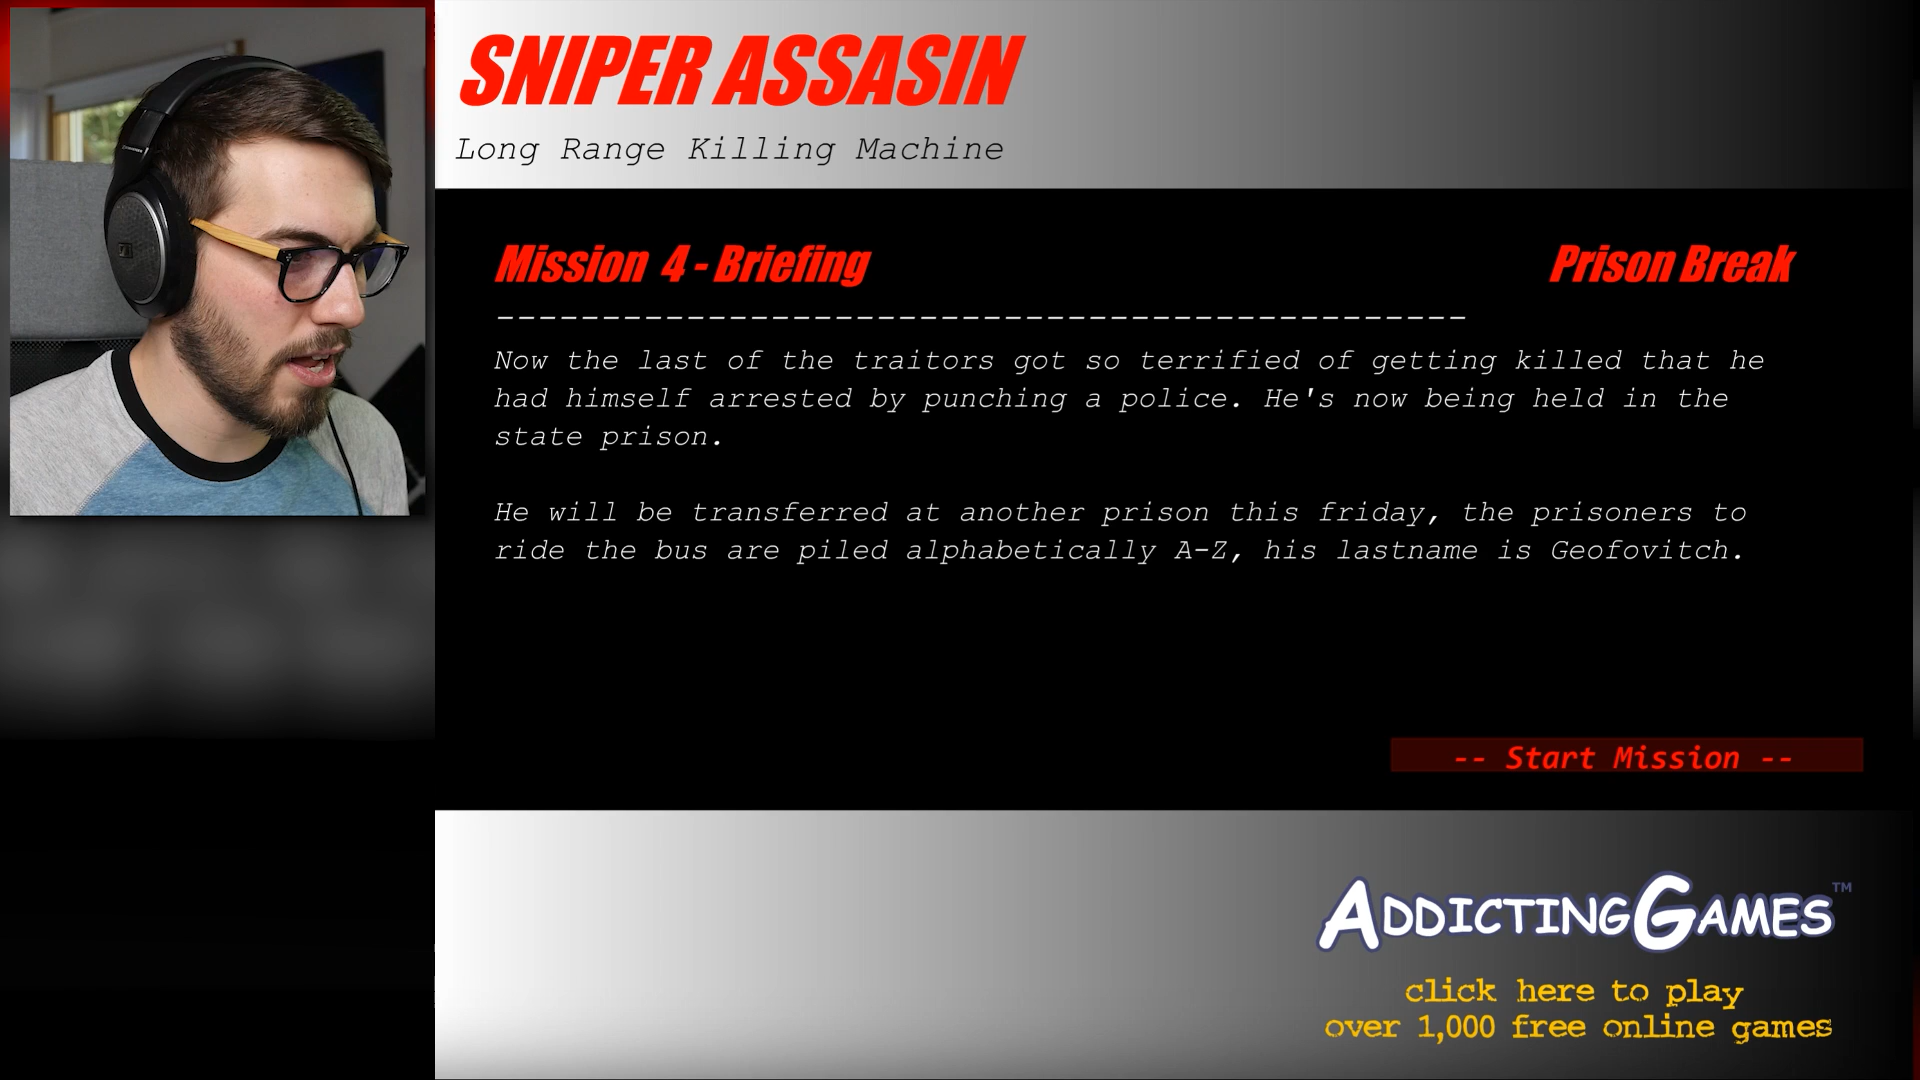 SNIPER ASSASIN
Long Range Killing Machine
Mission 4 - Briefing
Prison Break
-----------------------------------------------
Now the last of the traitors got so terrified of getting killed that he
had himself arrested by punching a police. He's now being held in the
state prison.
He will be transferred at another prison this friday, the prisoners to
ride the bus are piled alphabetically A-Z, his lastname is Geofovitch.
-- Start Mission --
ADDICTINGGAMES™
click here to play
over 1,000 free online games